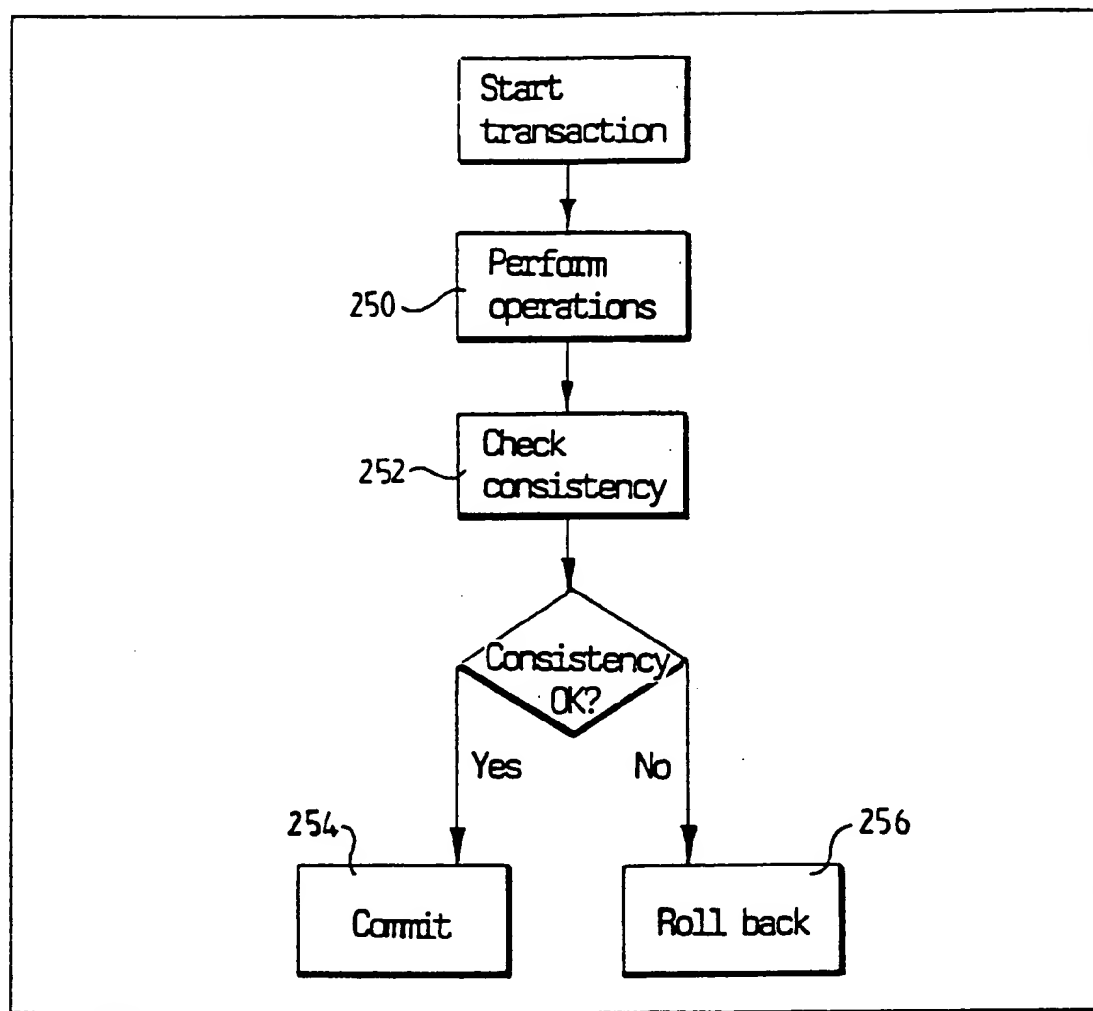 Start
transaction
Perform
250
operations
Check
252
consistency
Consistency
OK?
Yes
No
254
256
Commit
Roll back